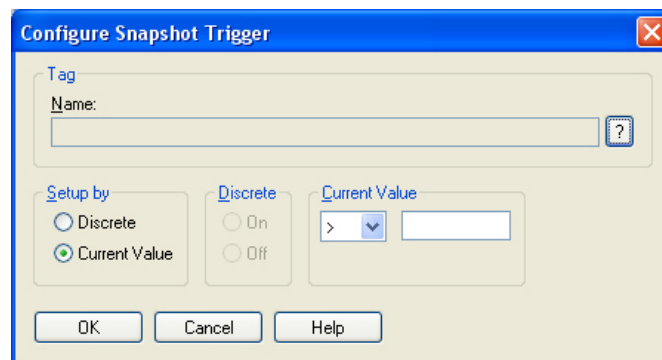 Configure Snapshot Trigger
Tag
Name:
?
Setup by
Discrete
Current Value
Discrete
On
Off
Current Value
>
OK
Cancel
Help